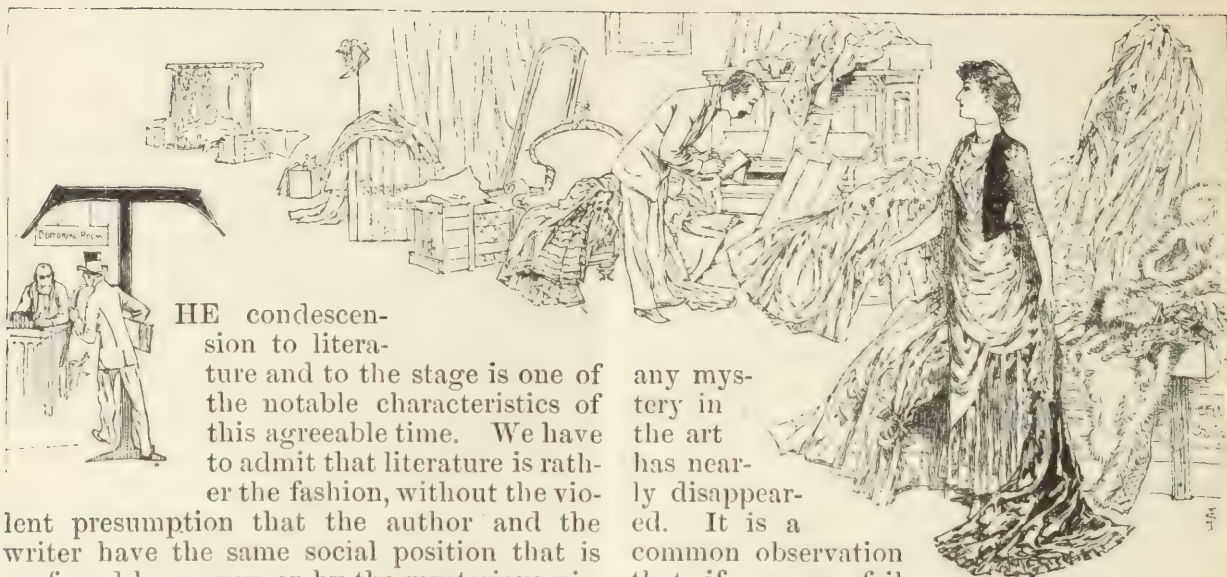 EDITORIAL ROOM
THE condescen-
sion to litera-
ture and to the stage is one of
the notable characteristics of
this agreeable time. We have
to admit that literature is rath-
er the fashion, without the vio-
lent presumption that the author and the
writer have the same social position that is
any mys-
tery in
the art
has near-
ly disappear-
ed. It is a
common observation